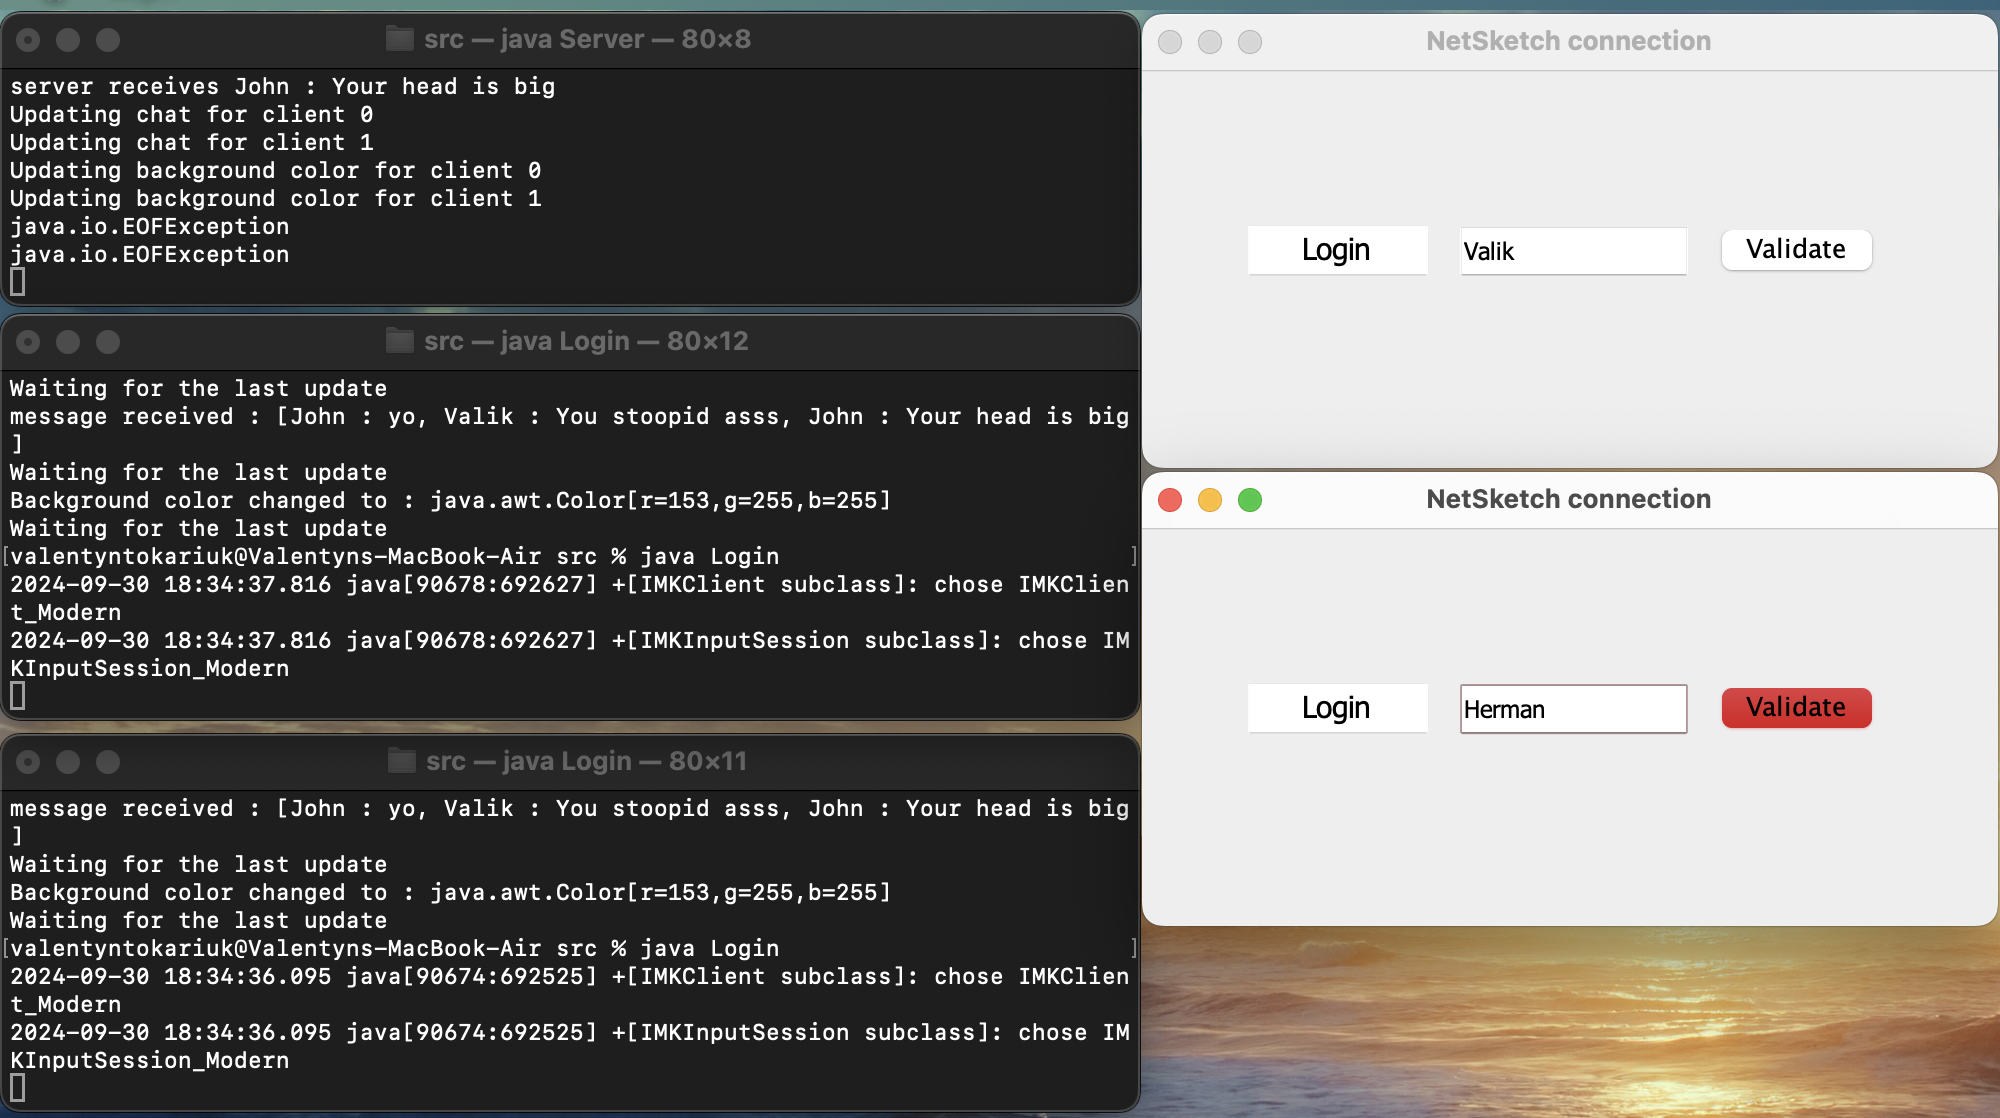 src — java Server — 80×8
server receives John : Your head is big
Updating chat for client 0
Updating chat for client 1
Updating background color for client 0
Updating background color for client 1
java.io.EOFException
java.io.EOFException
src — java Login — 80×12
Waiting for the last update
message received : [John : yo, Valik : You stoopid asss, John : Your head is big
]
Waiting for the last update
Background color changed to : java.awt.Color[r=153,g=255,b=255]
Waiting for the last update
[valentyntokariuk@Valentyns-MacBook-Air src % java Login ]
2024-09-30 18:34:37.816 java[90678:692627] +[IMKClient subclass]: chose IMKClien
t_Modern
2024-09-30 18:34:37.816 java[90678:692627] +[IMKInputSession subclass]: chose IM
KInputSession_Modern
src — java Login — 80×11
message received : [John : yo, Valik : You stoopid asss, John : Your head is big
]
Waiting for the last update
Background color changed to : java.awt.Color[r=153,g=255,b=255]
Waiting for the last update
[valentyntokariuk@Valentyns-MacBook-Air src % java Login ]
2024-09-30 18:34:36.095 java[90674:692525] +[IMKClient subclass]: chose IMKClien
t_Modern
2024-09-30 18:34:36.095 java[90674:692525] +[IMKInputSession subclass]: chose IM
KInputSession_Modern
NetSketch connection
Login Valik Validate
NetSketch connection
Login Herman Validate